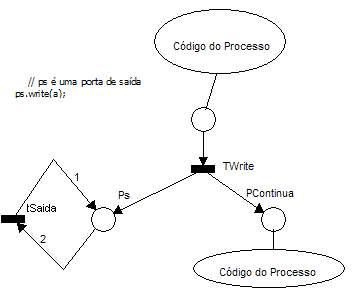 Código do Processo
// ps é uma porta de saída
ps.write(a);
TWrite
1
Ps
PContinua
tSaida
2
Código do Processo